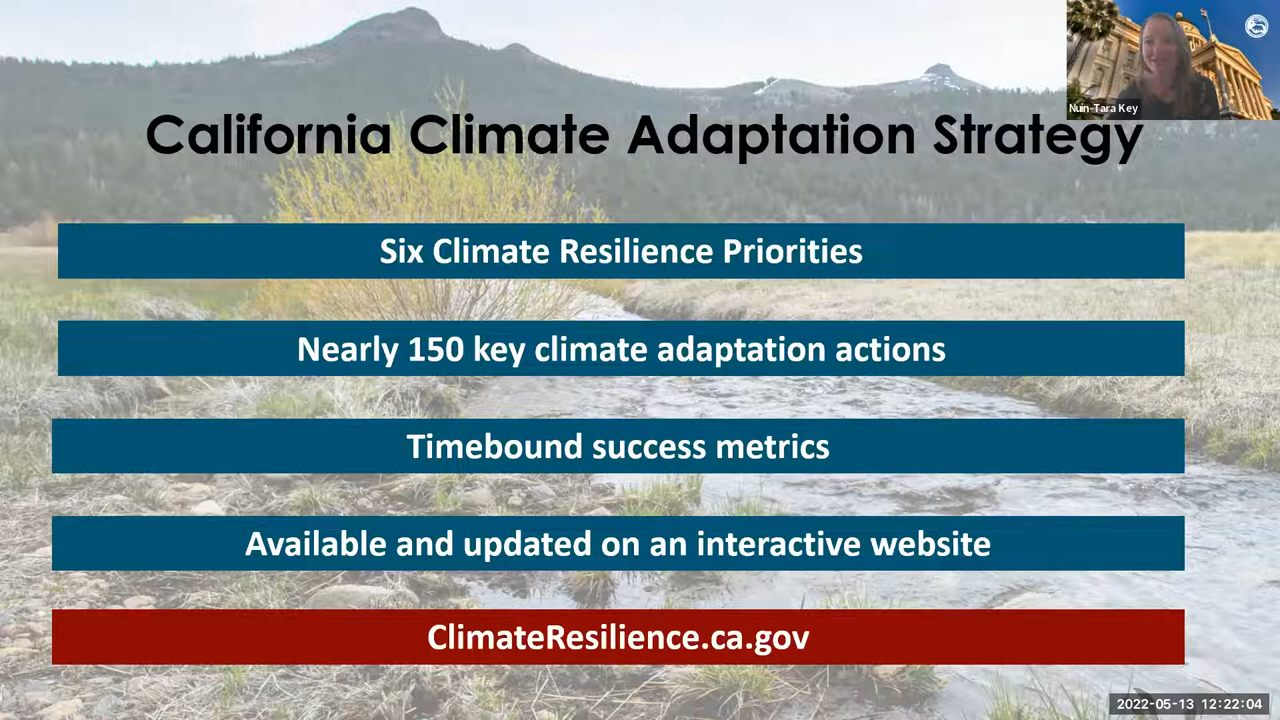 Nuin-Tara Key
California Climate Adaptation Strategy
Six Climate Resilience Priorities
Nearly 150 key climate adaptation actions
Timebound success metrics
Available and updated on an interactive website
ClimateResilience.ca.gov
2022-05-13 12:22:04